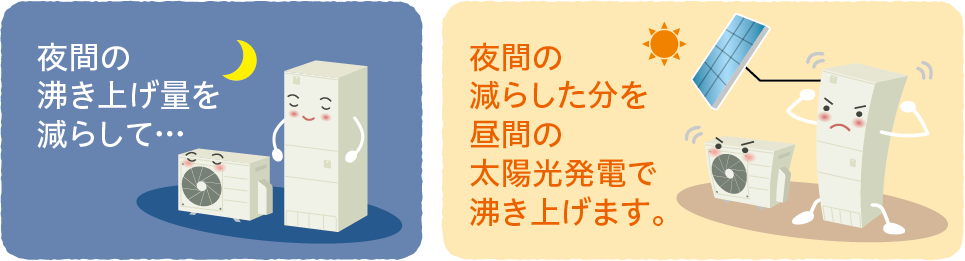 夜間の
沸き上げ量を
減らして…
夜間の
減らした分を
昼間の
太陽光発電で
沸き上げます。